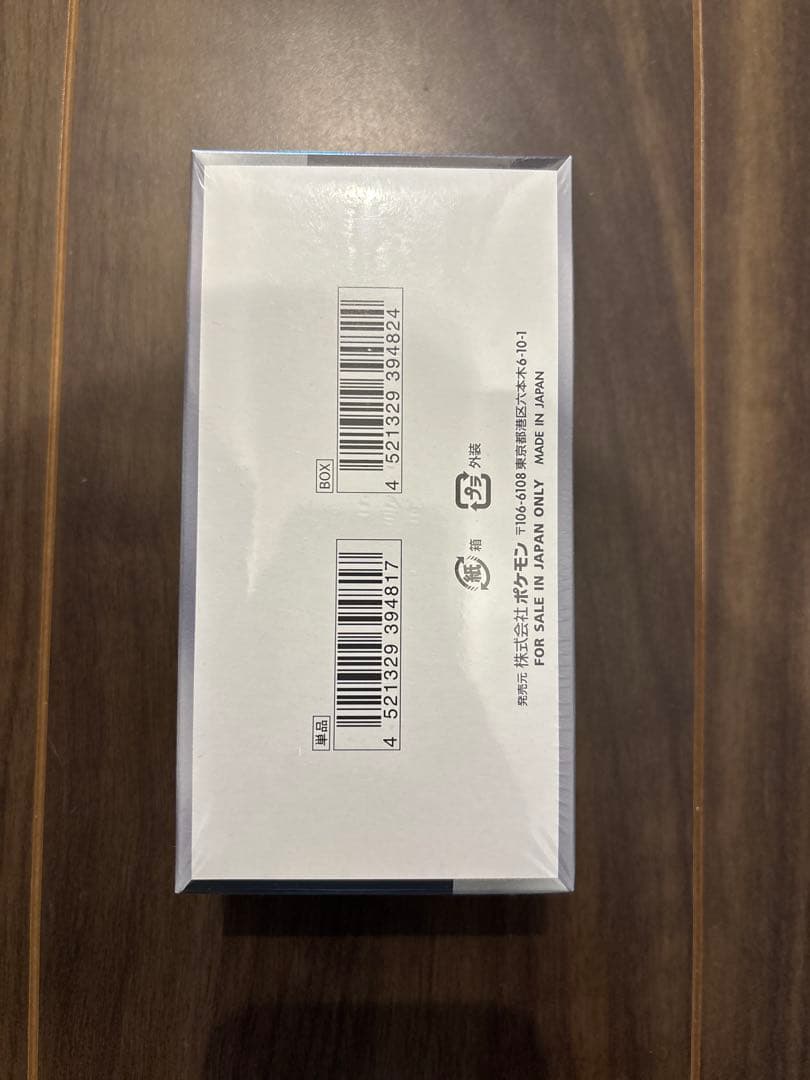 単品
4 521329 394817
BOX
4 521329 394824
紙 箱
プラ 外装
発売元 株式会社 ポケモン 〒106-6108 東京都港区六本木6-10-1
FOR SALE IN JAPAN ONLY MADE IN JAPAN